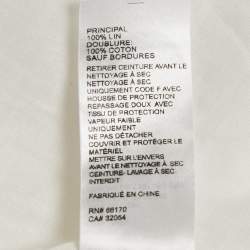 PRINCIPAL
100% LIN
DOUBLURE:
100% COTON
SAUF BORDURES
RETIRER CEINTURE AVANT LE
NETTOYAGE À SEC
NETTOYAGE À SEC
UNIQUEMENT CODE F AVEC
HOUSSE DE PROTECTION
REPASSAGE DOUX AVEC
TISSU DE PROTECTION
VAPEUR FAIBLE
UNIQUEMENT
NE PAS DÉTACHER
COUVRIR ET PROTÉGER LE
MATÉRIEL
METTRE SUR L'ENVERS
AVANT LE NETTOYAGE À SEC
CEINTURE- LAVAGE À SEC
INTERDIT
FABRIQUÉ EN CHINE
RN# 66170
CA# 32064